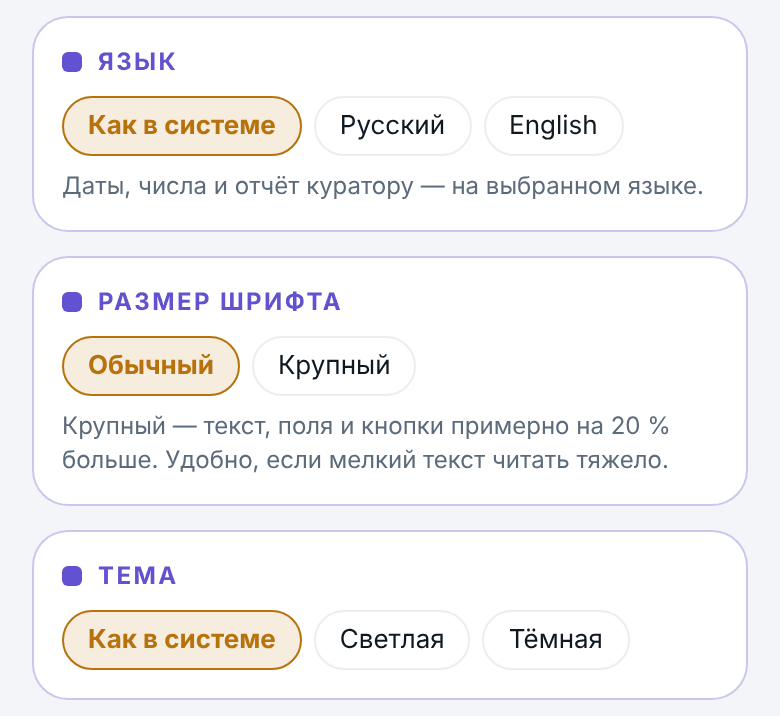 ЯЗЫК
Как в системе Русский English
Даты, числа и отчёт куратору — на выбранном языке.
РАЗМЕР ШРИФТА
Обычный Крупный
Крупный — текст, поля и кнопки примерно на 20 %
больше. Удобно, если мелкий текст читать тяжело.
ТЕМА
Как в системе Светлая Тёмная